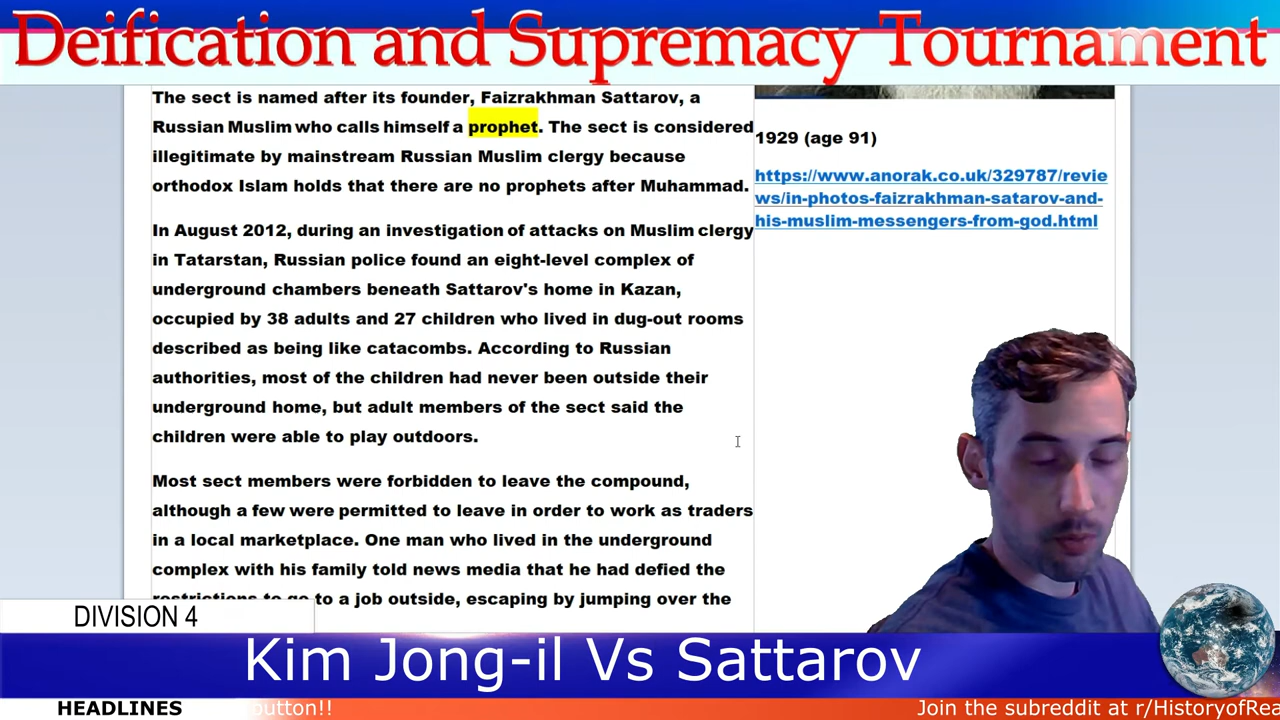 Deification and Supremacy Tournament
The sect is named after its founder, Faizrakhman Sattarov, a
Russian Muslim who calls himself a prophet. The sect is considered
illegitimate by mainstream Russian Muslim clergy because
orthodox Islam holds that there are no prophets after Muhammad.
In August 2012, during an investigation of attacks on Muslim clergy
in Tatarstan, Russian police found an eight-level complex of
underground chambers beneath Sattarov's home in Kazan,
occupied by 38 adults and 27 children who lived in dug-out rooms
described as being like catacombs. According to Russian
authorities, most of the children had never been outside their
underground home, but adult members of the sect said the
children were able to play outdoors.
Most sect members were forbidden to leave the compound,
although a few were permitted to leave in order to work as traders
in a local marketplace. One man who lived in the underground
complex with his family told news media that he had defied the
restrictions to go to a job outside, escaping by jumping over the
1929 (age 91)
https://www.anorak.co.uk/329787/revie
ws/in-photos-faizrakhman-satarov-and-
his-muslim-messengers-from-god.html
DIVISION 4
Kim Jong-il Vs Sattarov
HEADLINES
button!!
Join the subreddit at r/HistoryofRea